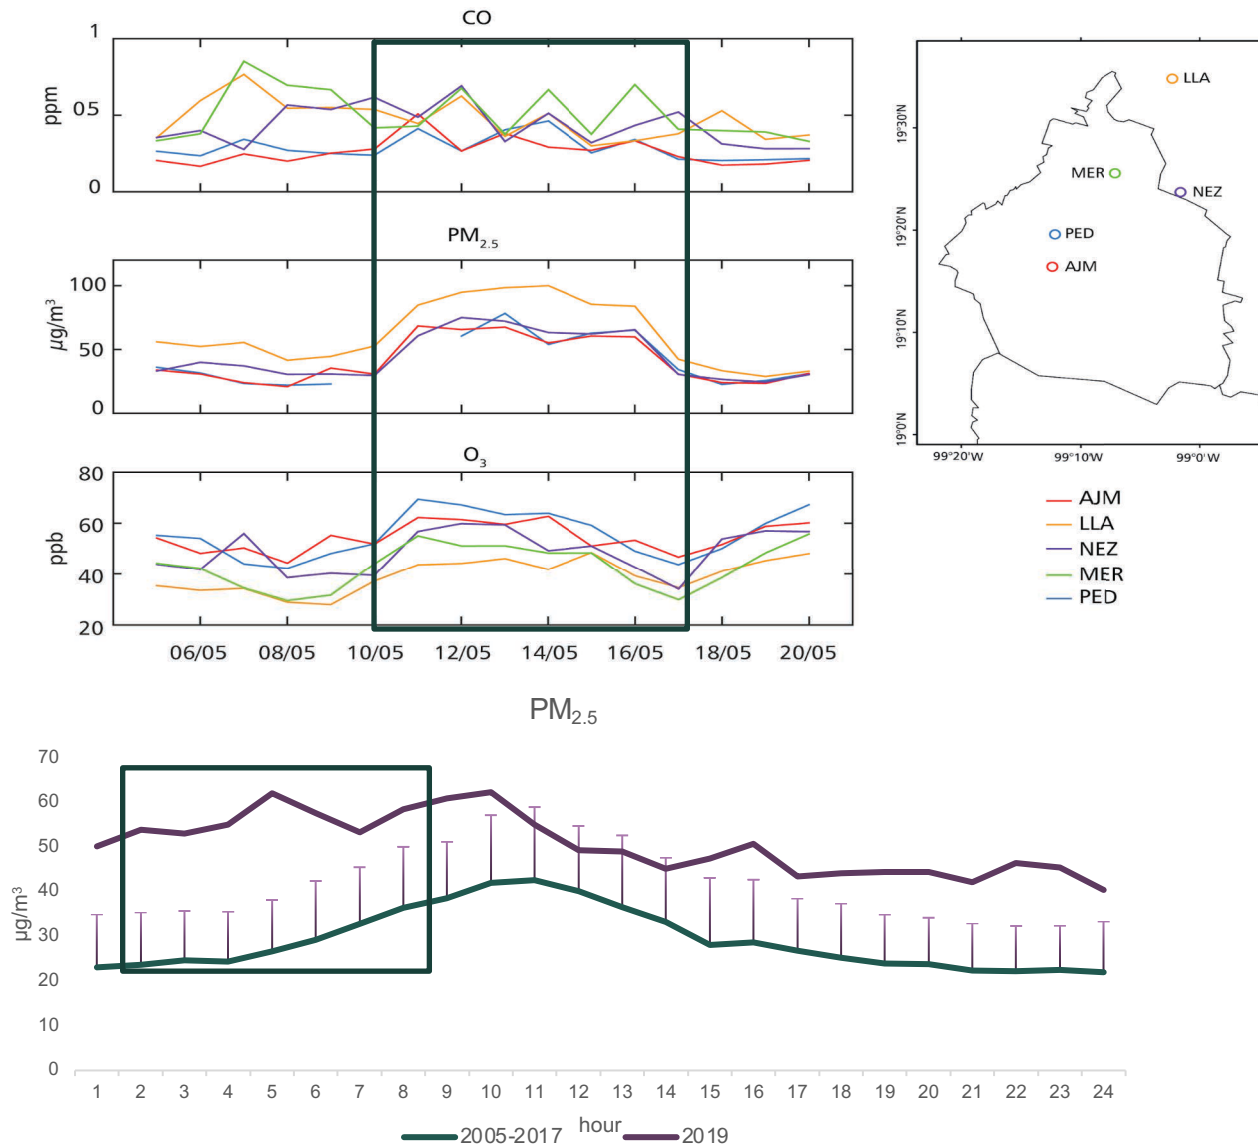 CO
1
05
0
ppm
PM2.5
100
50
0
µg/m³
O3
80
60
40
20
ppb
06/05 08/05 10/05 12/05 14/05 16/05 18/05 20/05
LLA
MER
NEZ
PED
AJM
19°30'N
19°20'N
19°10'N
19°0'N
99°20'W 99°10'W 99°0'W
AJM
LLA
NEZ
MER
PED
PM2.5
70
60
50
40
30
20
10
0
µg/m³
1 2 3 4 5 6 7 8 9 10 11 12 13 14 15 16 17 18 19 20 21 22 23 24
hour
2005-2017 2019